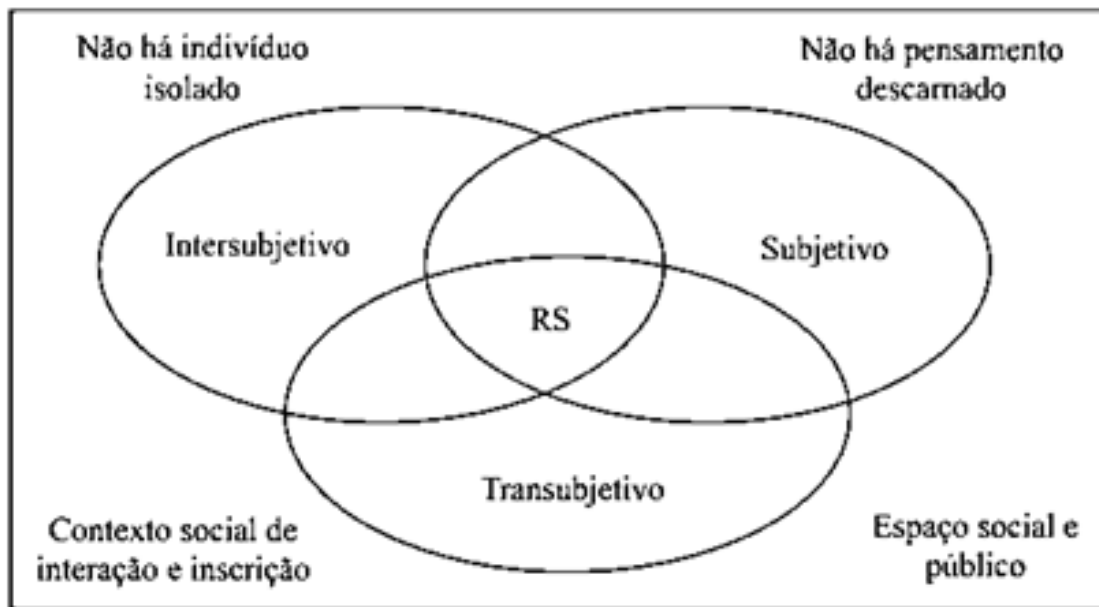 Não há indivíduo
isolado
Não há pensamento
descarnado
Intersubjetivo
Subjetivo
RS
Transubjetivo
Contexto social de
interação e inscrição
Espaço social e
público